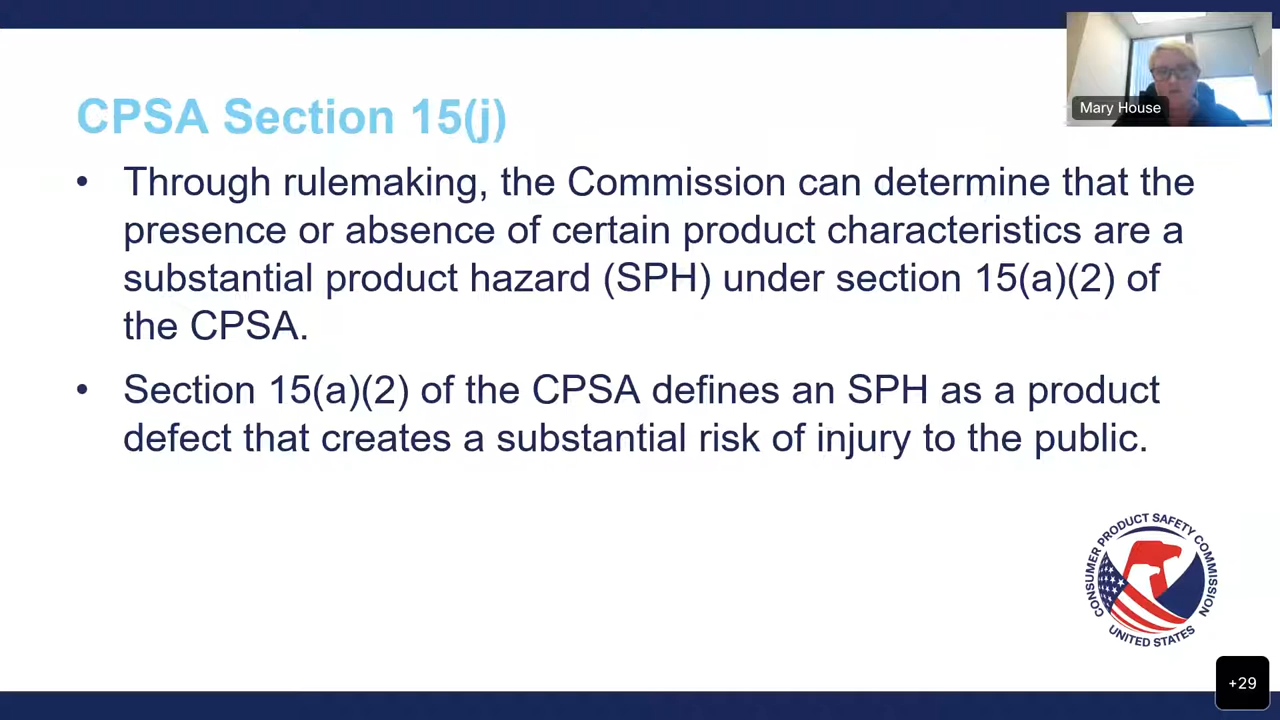 CPSA Section 15(j)
Mary House
• Through rulemaking, the Commission can determine that the
presence or absence of certain product characteristics are a
substantial product hazard (SPH) under section 15(a)(2) of
the CPSA.
• Section 15(a)(2) of the CPSA defines an SPH as a product
defect that creates a substantial risk of injury to the public.
CONSUMER PRODUCT SAFETY COMMISSION
UNITED STATES
+29